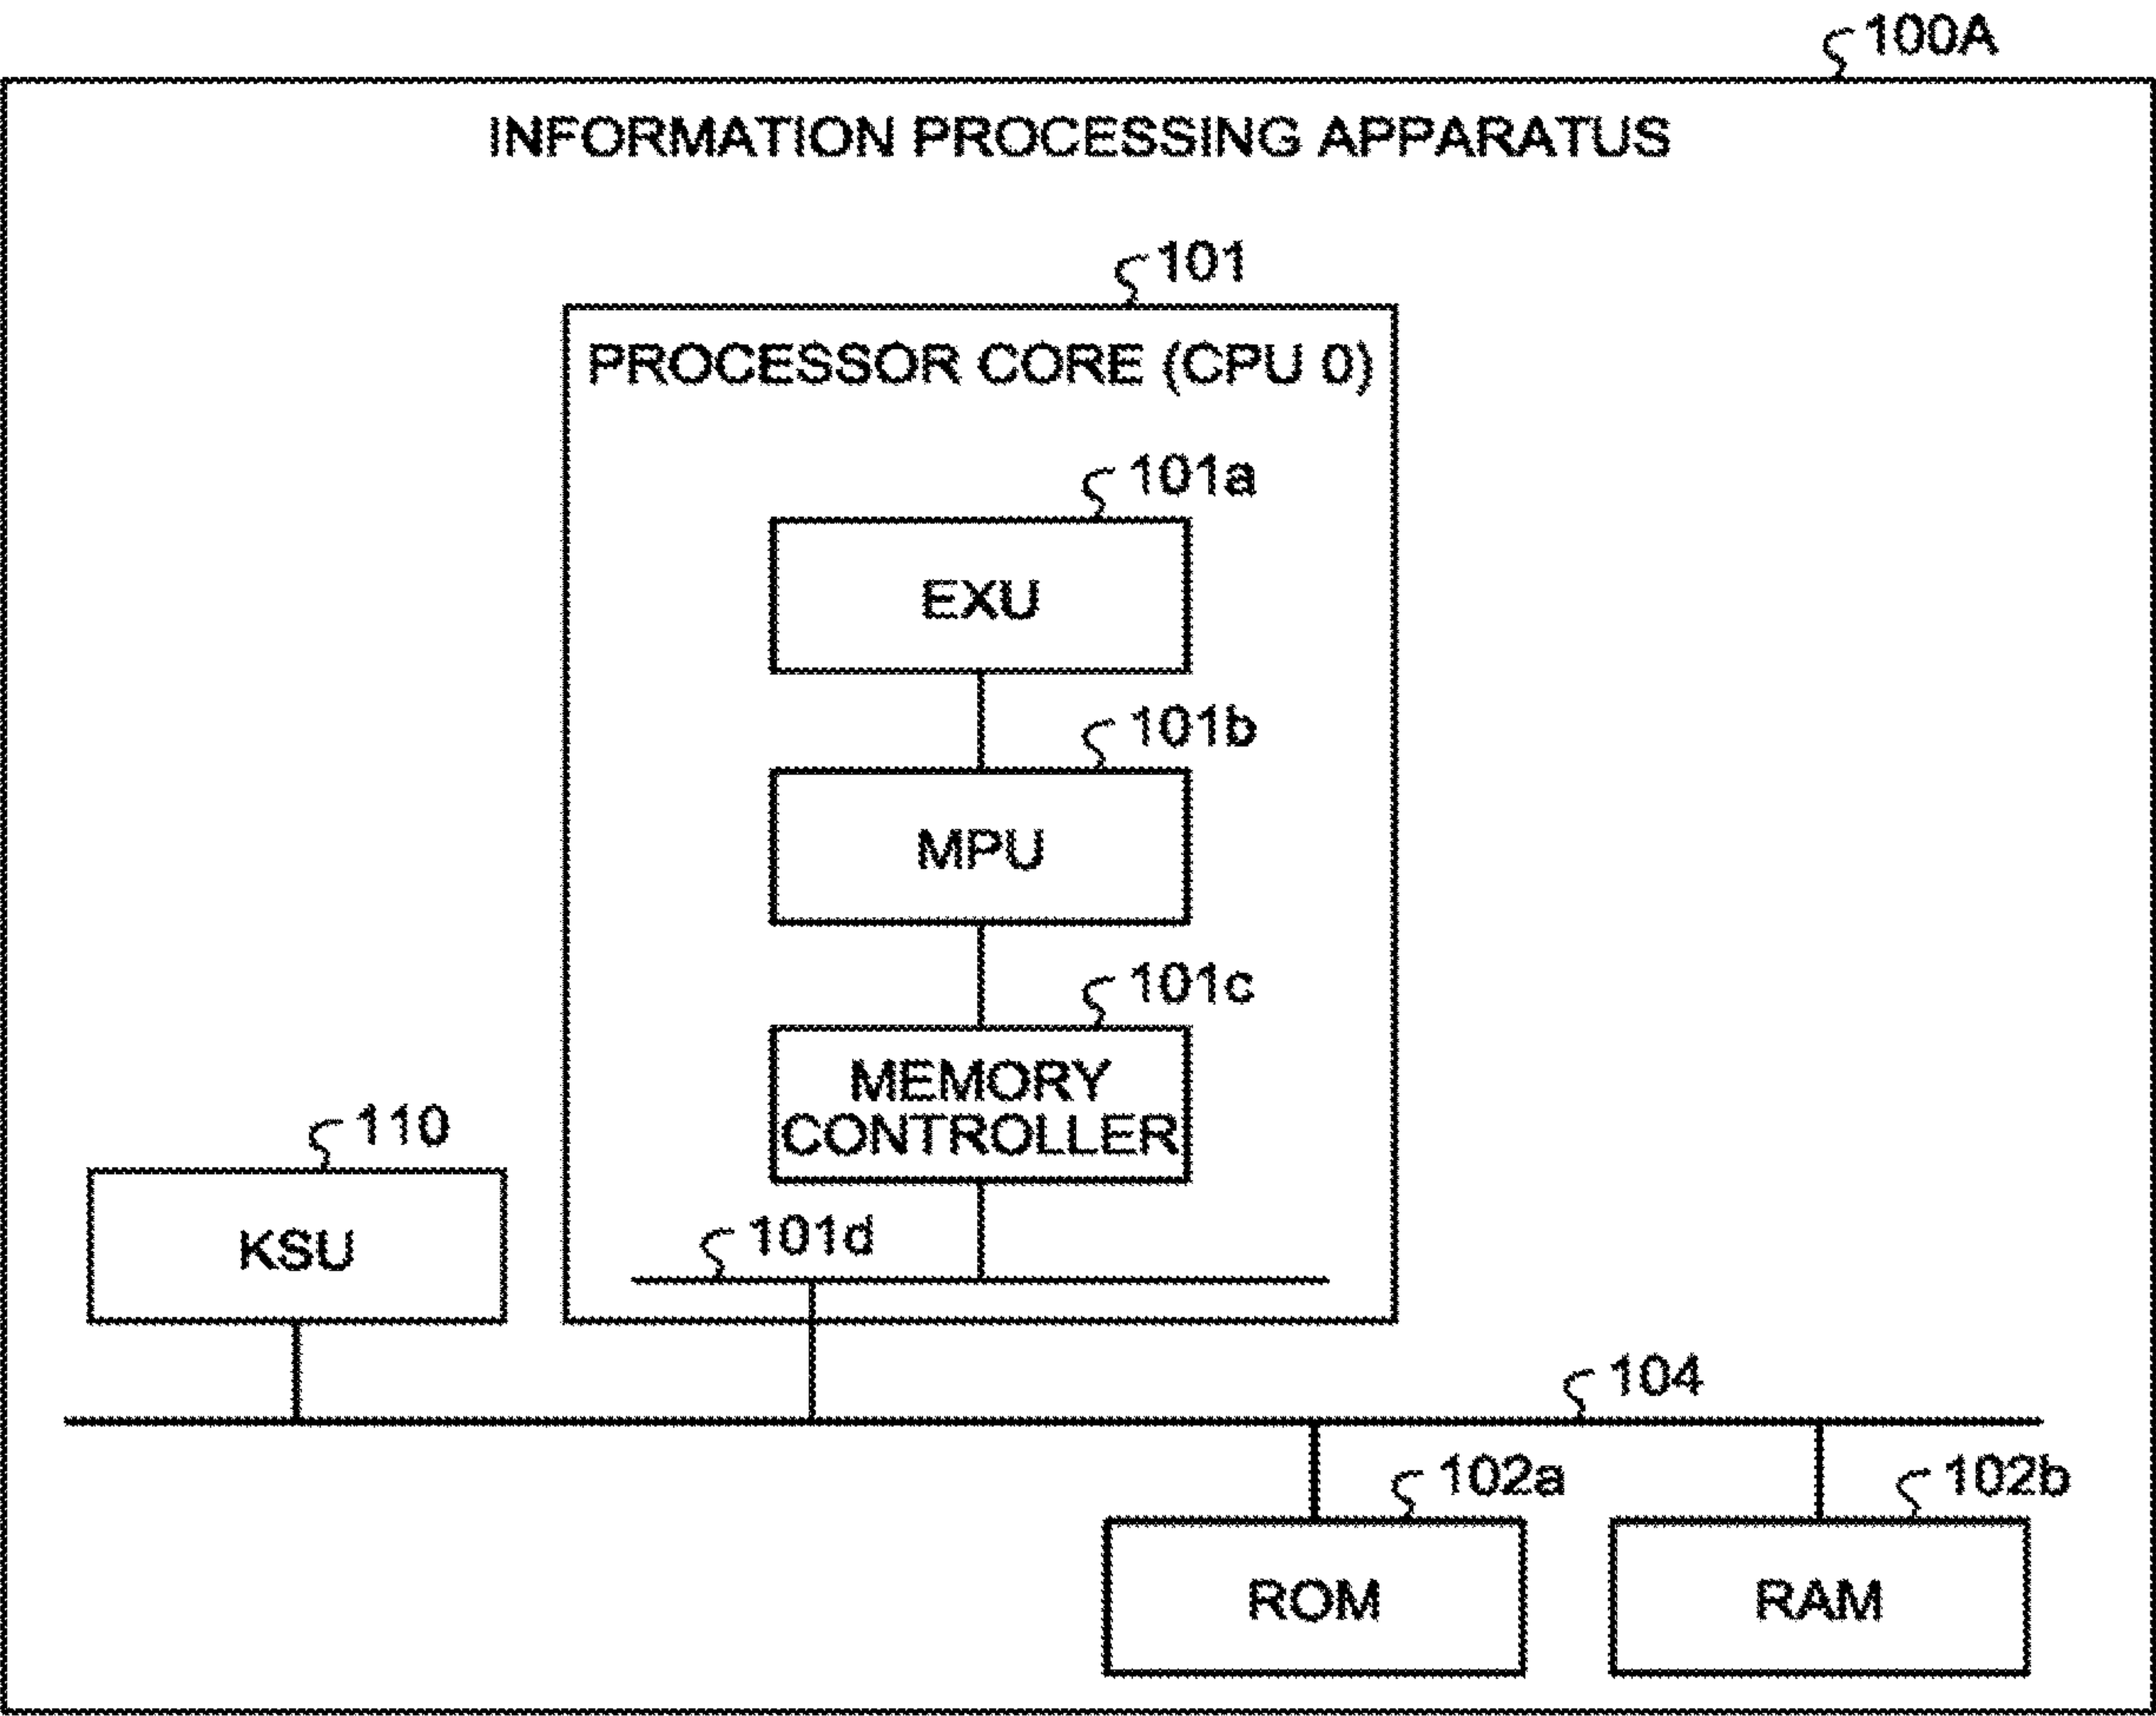 100A
INFORMATION PROCESSING APPARATUS
101
PROCESSOR CORE (CPU 0)
101a
EXU
101b
MPU
101c
MEMORY
CONTROLLER
110
KSU
101d
104
102a
ROM
102b
RAM